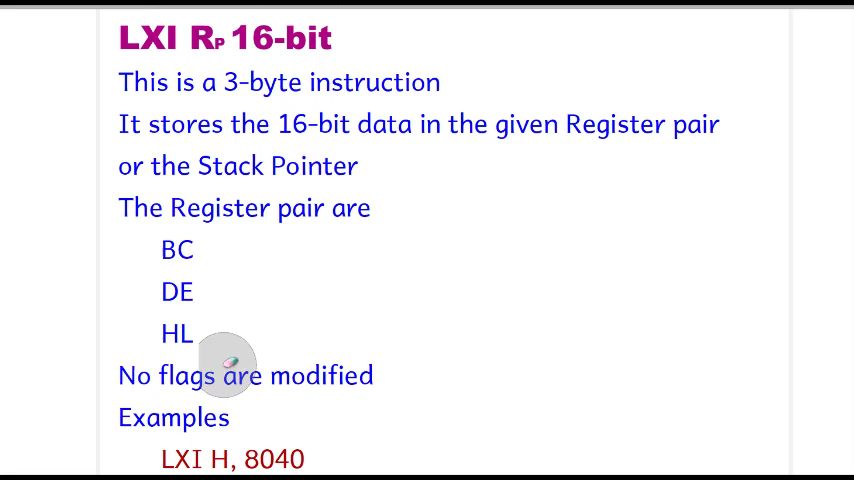 LXI Rp 16-bit
This is a 3-byte instruction
It stores the 16-bit data in the given Register pair
or the Stack Pointer
The Register pair are
BC
DE
HL
No flags are modified
Examples
LXI H, 8040